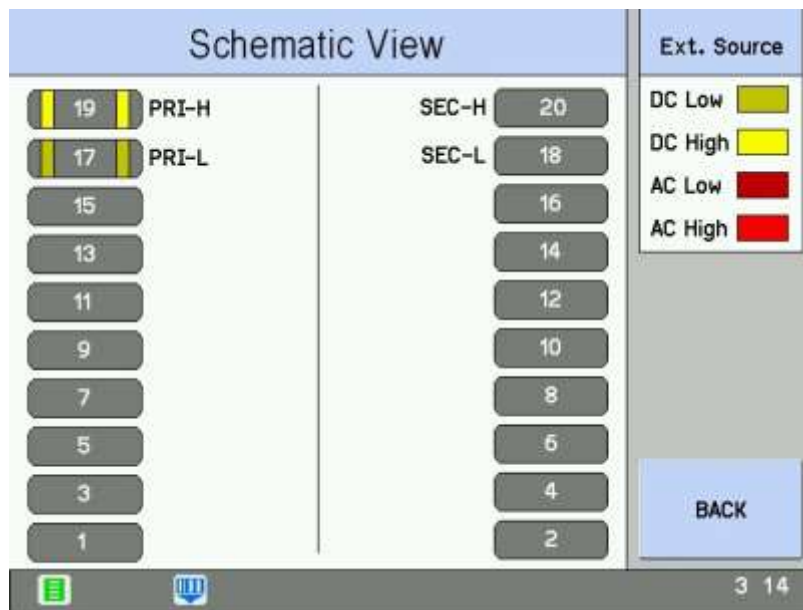 Schematic View
Ext. Source
19 PRI-H SEC-H 20
17 PRI-L SEC-L 18
15 16
13 14
11 12
9 10
7 8
5 6
3 4
1 2
DC Low
DC High
AC Low
AC High
BACK
3 14